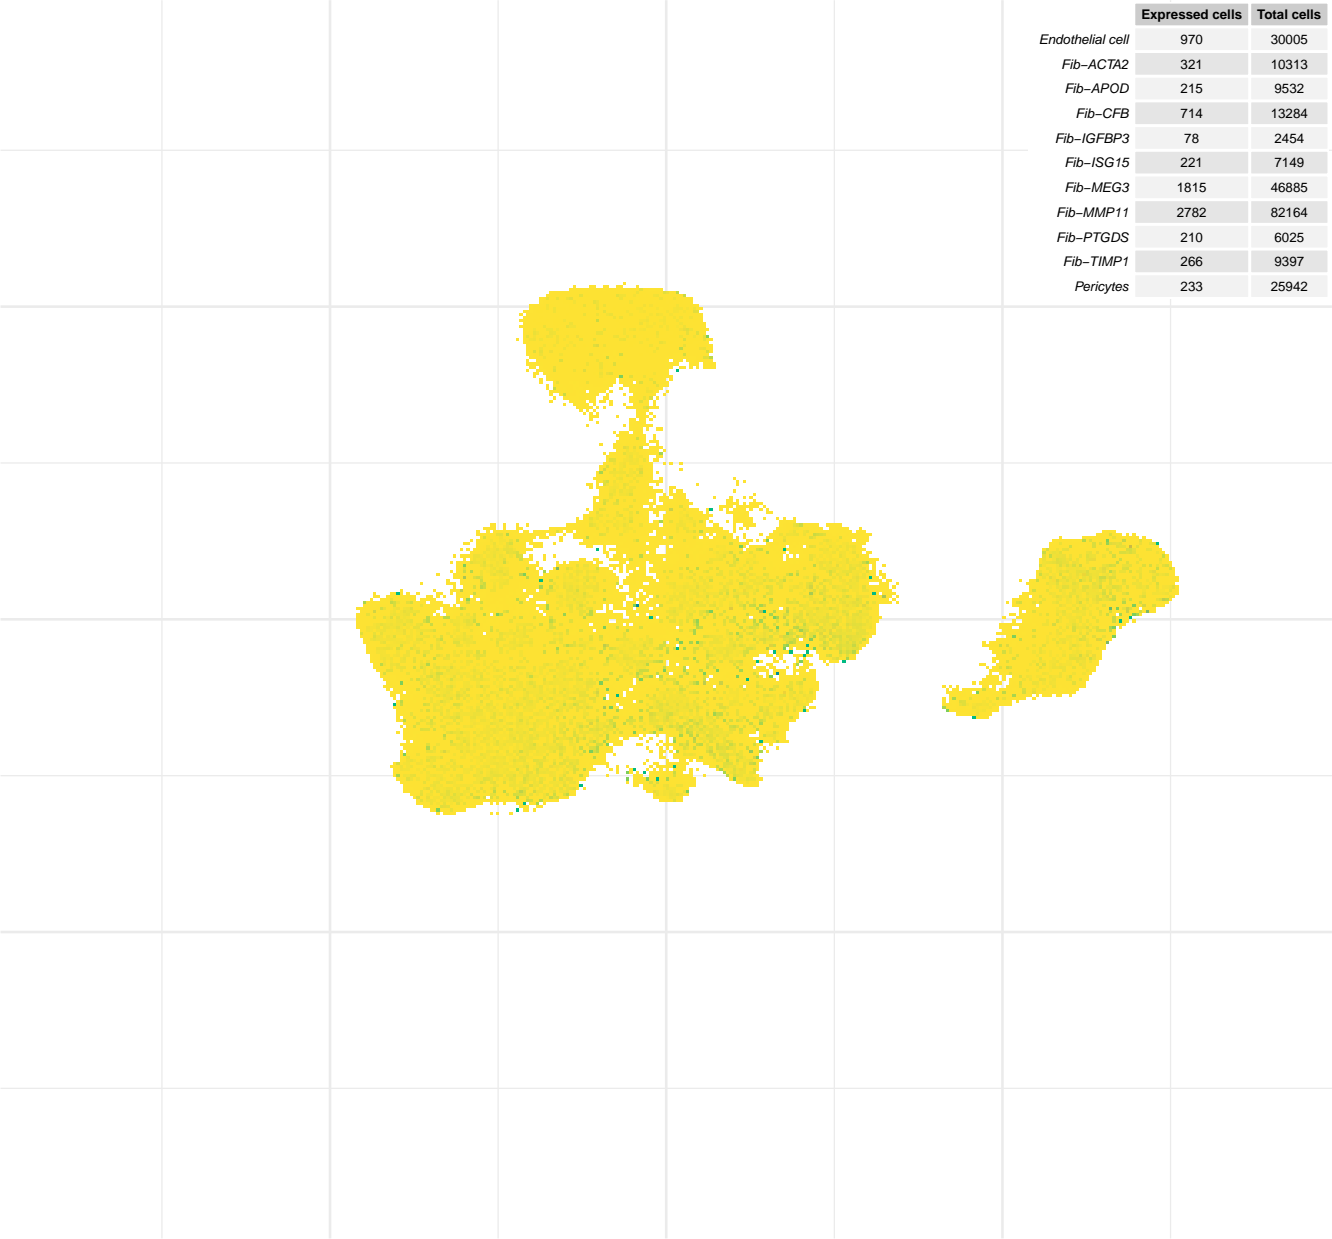 Expressed cells Total cells
Endothelial cell 970 30005
Fib−ACTA2 321 10313
Fib−APOD 215 9532
Fib−CFB 714 13284
Fib−IGFBP3 78 2454
Fib−ISG15 221 7149
Fib−MEG3 1815 46885
Fib−MMP11 2782 82164
Fib−PTGDS 210 6025
Fib−TIMP1 266 9397
Pericytes 233 25942